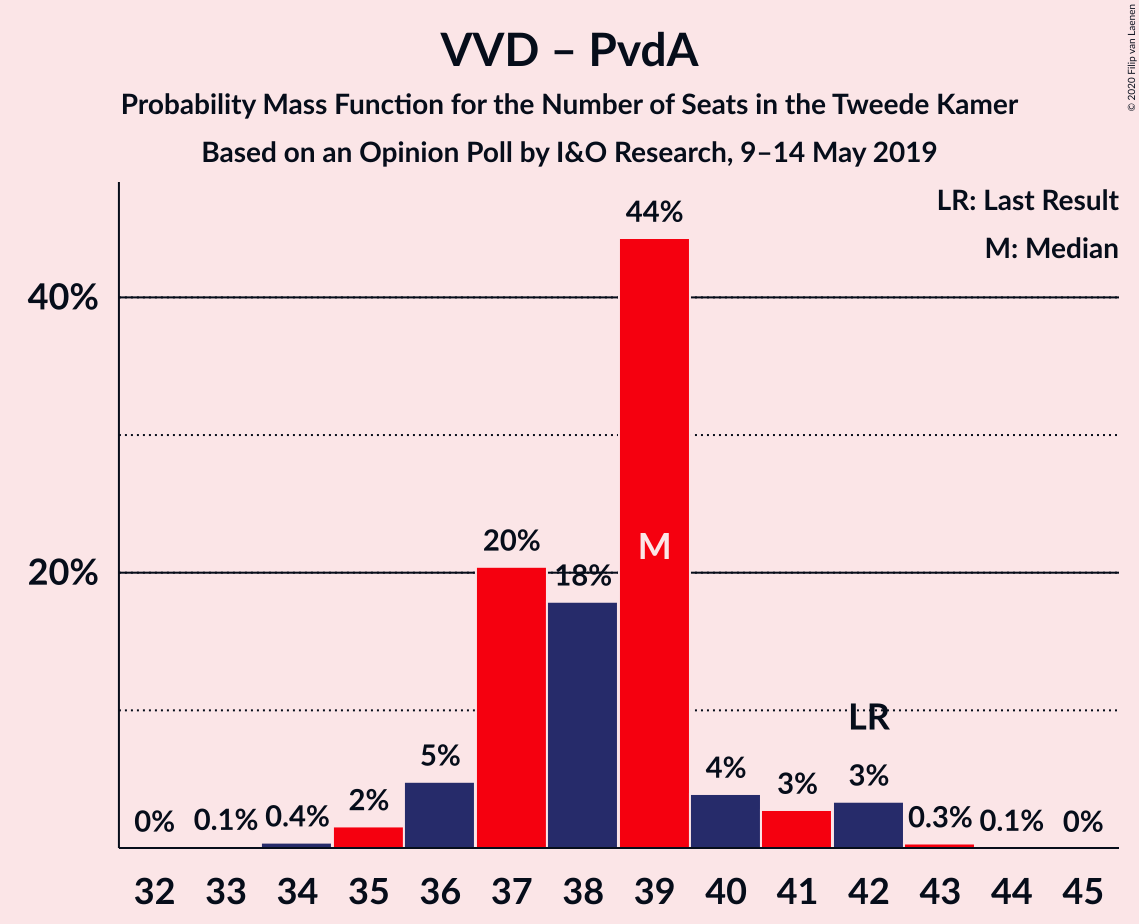 VVD – PvdA
Probability Mass Function for the Number of Seats in the Tweede Kamer
Based on an Opinion Poll by I&O Research, 9–14 May 2019
© 2020 Filip van Laenen
LR: Last Result
M: Median
44%
40%
20%
M
20%
18%
LR
5%
4%
3%
3%
2%
0%
0.1%
0.4%
0.3%
0.1%
0%
32 33 34 35 36 37 38 39 40 41 42 43 44 45